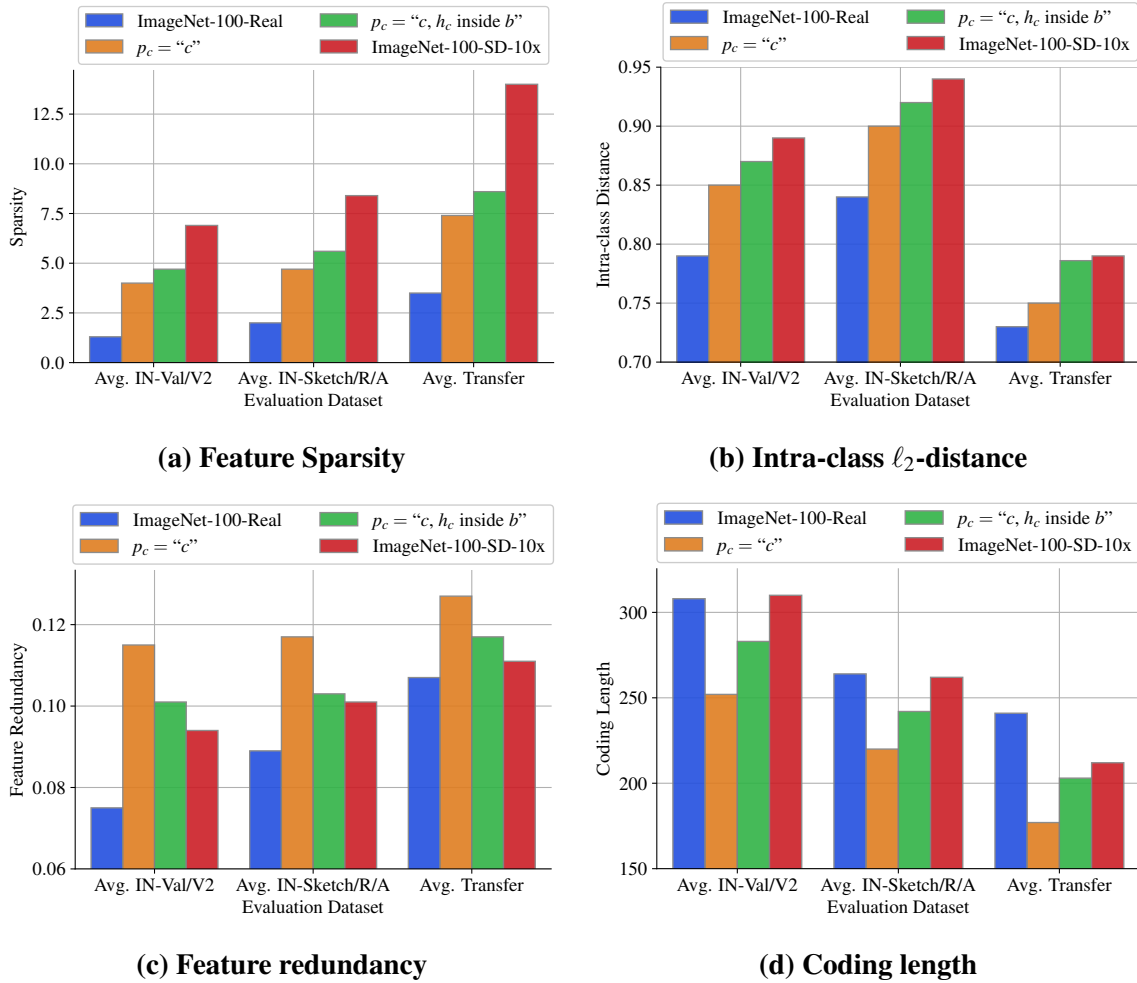 ImageNet-100-Real
p_c = “c”
p_c = “c, h_c inside b”
ImageNet-100-SD-10x
12.5
10.0
7.5
5.0
2.5
0.0
Sparsity
Avg. IN-Val/V2 Avg. IN-Sketch/R/A Avg. Transfer
Evaluation Dataset
(a) Feature Sparsity
ImageNet-100-Real
p_c = “c”
p_c = “c, h_c inside b”
ImageNet-100-SD-10x
0.95
0.90
0.85
0.80
0.75
0.70
Intra-class Distance
Avg. IN-Val/V2 Avg. IN-Sketch/R/A Avg. Transfer
Evaluation Dataset
(b) Intra-class ℓ₂-distance
ImageNet-100-Real
p_c = “c”
p_c = “c, h_c inside b”
ImageNet-100-SD-10x
0.12
0.10
0.08
0.06
Feature Redundancy
Avg. IN-Val/V2 Avg. IN-Sketch/R/A Avg. Transfer
Evaluation Dataset
(c) Feature redundancy
ImageNet-100-Real
p_c = “c”
p_c = “c, h_c inside b”
ImageNet-100-SD-10x
300
250
200
150
Coding Length
Avg. IN-Val/V2 Avg. IN-Sketch/R/A Avg. Transfer
Evaluation Dataset
(d) Coding length